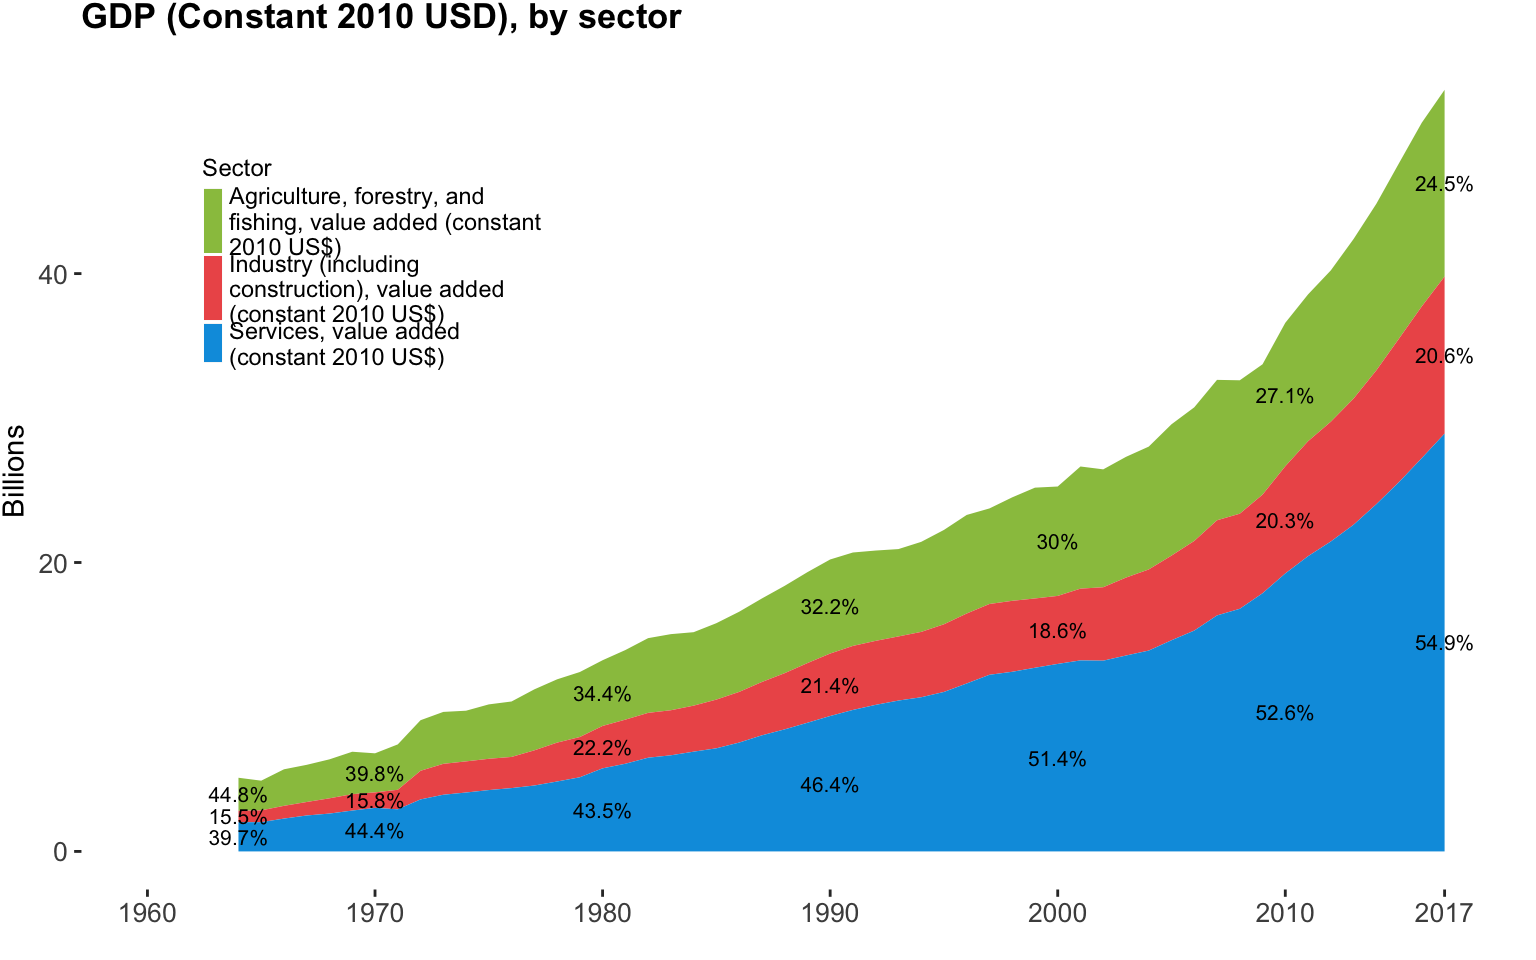 GDP (Constant 2010 USD), by sector
Sector
Agriculture, forestry, and
fishing, value added (constant
2010 US$)
Industry (including
construction), value added
(constant 2010 US$)
Services, value added
(constant 2010 US$)
Billions
40
20
0
24.5%
20.6%
54.9%
27.1%
20.3%
52.6%
30%
18.6%
51.4%
32.2%
21.4%
46.4%
34.4%
22.2%
43.5%
39.8%
15.8%
44.4%
44.8%
15.5%
39.7%
1960
1970
1980
1990
2000
2010
2017